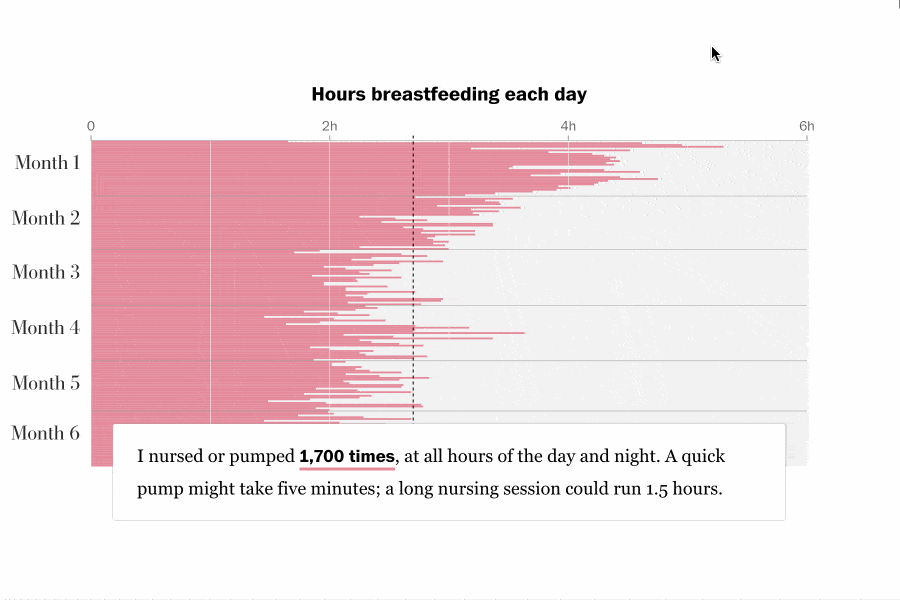 Hours breastfeeding each day
0 2h 4h 6h
Month 1
Month 2
Month 3
Month 4
Month 5
Month 6
I nursed or pumped 1,700 times, at all hours of the day and night. A quick
pump might take five minutes; a long nursing session could run 1.5 hours.